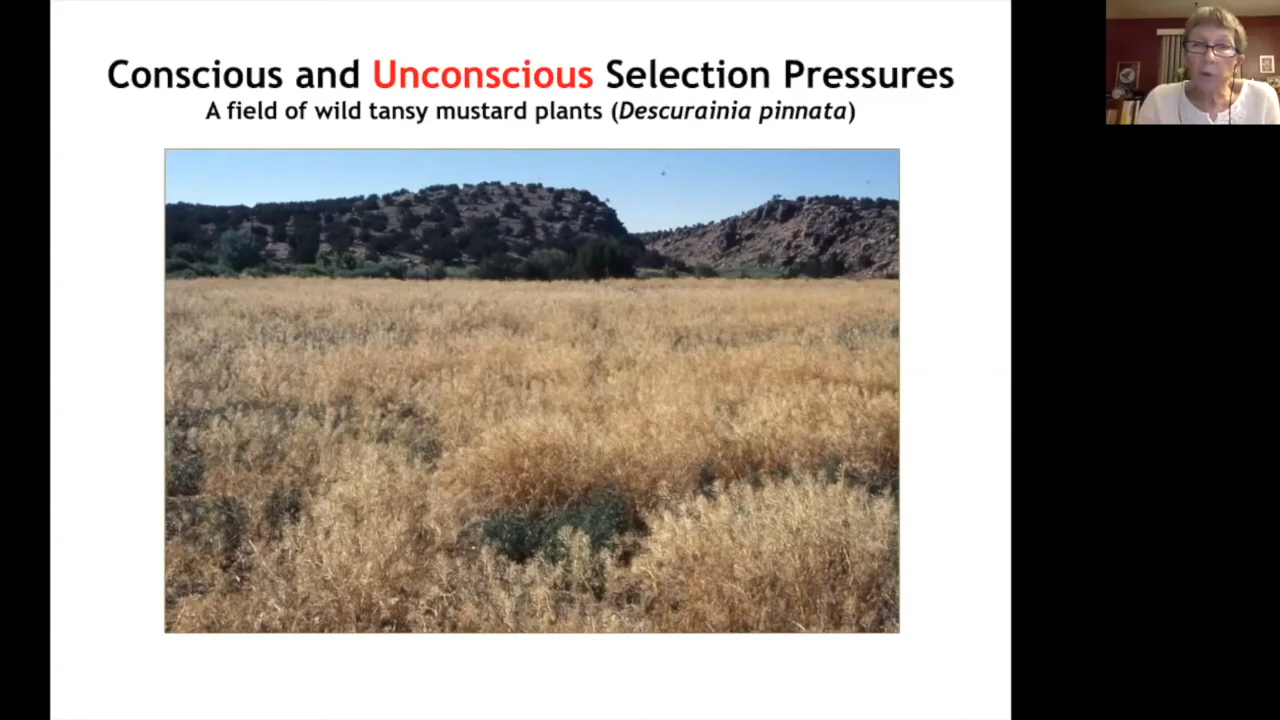 Conscious and Unconscious Selection Pressures
A field of wild tansy mustard plants (Descurainia pinnata)